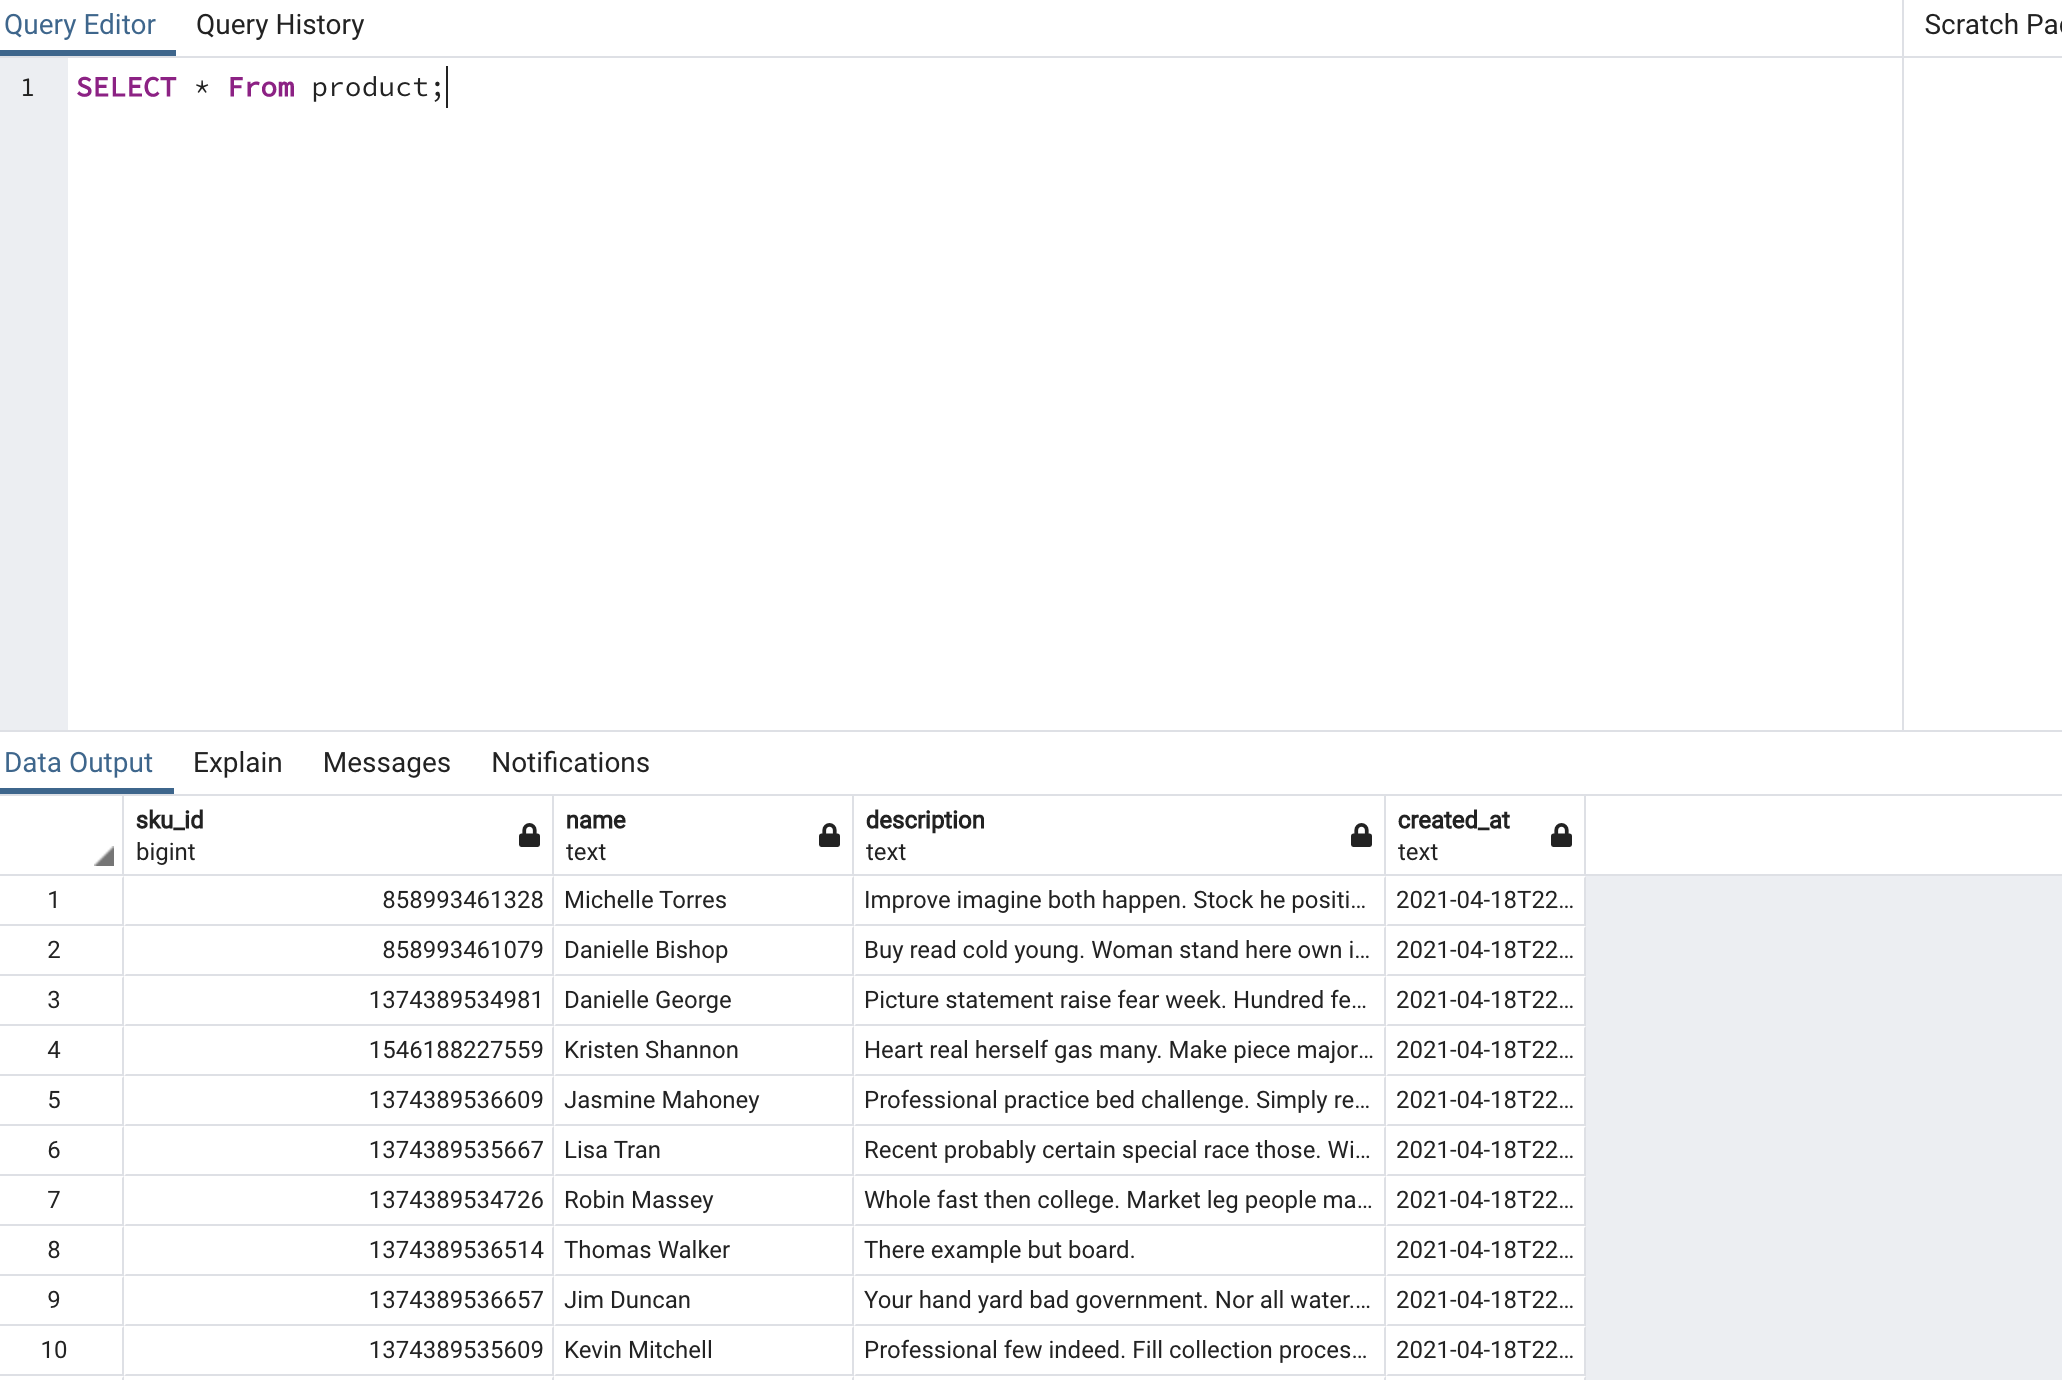 Query Editor Query History Scratch Pa
1 SELECT * From product;
Data Output Explain Messages Notifications
sku_id name description created_at
bigint text text text
1 858993461328 Michelle Torres Improve imagine both happen. Stock he positi... 2021-04-18T22...
2 858993461079 Danielle Bishop Buy read cold young. Woman stand here own i... 2021-04-18T22...
3 1374389534981 Danielle George Picture statement raise fear week. Hundred fe... 2021-04-18T22...
4 1546188227559 Kristen Shannon Heart real herself gas many. Make piece major... 2021-04-18T22...
5 1374389536609 Jasmine Mahoney Professional practice bed challenge. Simply re... 2021-04-18T22...
6 1374389535667 Lisa Tran Recent probably certain special race those. Wi... 2021-04-18T22...
7 1374389534726 Robin Massey Whole fast then college. Market leg people ma... 2021-04-18T22...
8 1374389536514 Thomas Walker There example but board. 2021-04-18T22...
9 1374389536657 Jim Duncan Your hand yard bad government. Nor all water.... 2021-04-18T22...
10 1374389535609 Kevin Mitchell Professional few indeed. Fill collection proces... 2021-04-18T22...